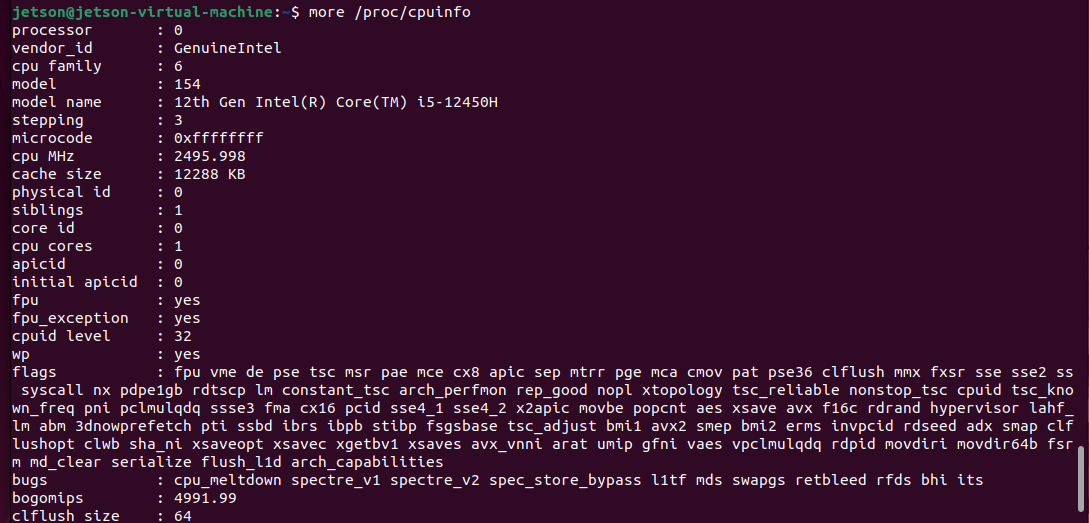 jetson@jetson-virtual-machine:~$ more /proc/cpuinfo
processor : 0
vendor_id : GenuineIntel
cpu family : 6
model : 154
model name : 12th Gen Intel(R) Core(TM) i5-12450H
stepping : 3
microcode : 0xffffffff
cpu MHz : 2495.998
cache size : 12288 KB
physical id : 0
siblings : 1
core id : 0
cpu cores : 1
apicid : 0
initial apicid : 0
fpu : yes
fpu_exception : yes
cpuid level : 32
wp : yes
flags : fpu vme de pse tsc msr pae mce cx8 apic sep mtrr pge mca cmov pat pse36 clflush mmx fxsr sse sse2 ss
syscall nx pdpe1gb rdtscp lm constant_tsc arch_perfmon rep_good nopl xtopology tsc_reliable nonstop_tsc cpuid tsc_kno
wn_freq pni pclmulqdq ssse3 fma cx16 pcid sse4_1 sse4_2 x2apic movbe popcnt aes xsave avx f16c rdrand hypervisor lahf_
lm abm 3dnowprefetch pti ssbd ibrs ibpb stibp fsgsbase tsc_adjust bmi1 avx2 smep bmi2 erms invpcid rdseed adx smap clf
lushopt clwb sha_ni xsaveopt xsavec xgetbv1 xsaves avx_vnni arat umip gfni vaes vpclmulqdq rdpid movdiri movdir64b fsr
m md_clear serialize flush_l1d arch_capabilities
bugs : cpu_meltdown spectre_v1 spectre_v2 spec_store_bypass l1tf mds swapgs retbleed rfds bhi its
bogomips : 4991.99
clflush size : 64